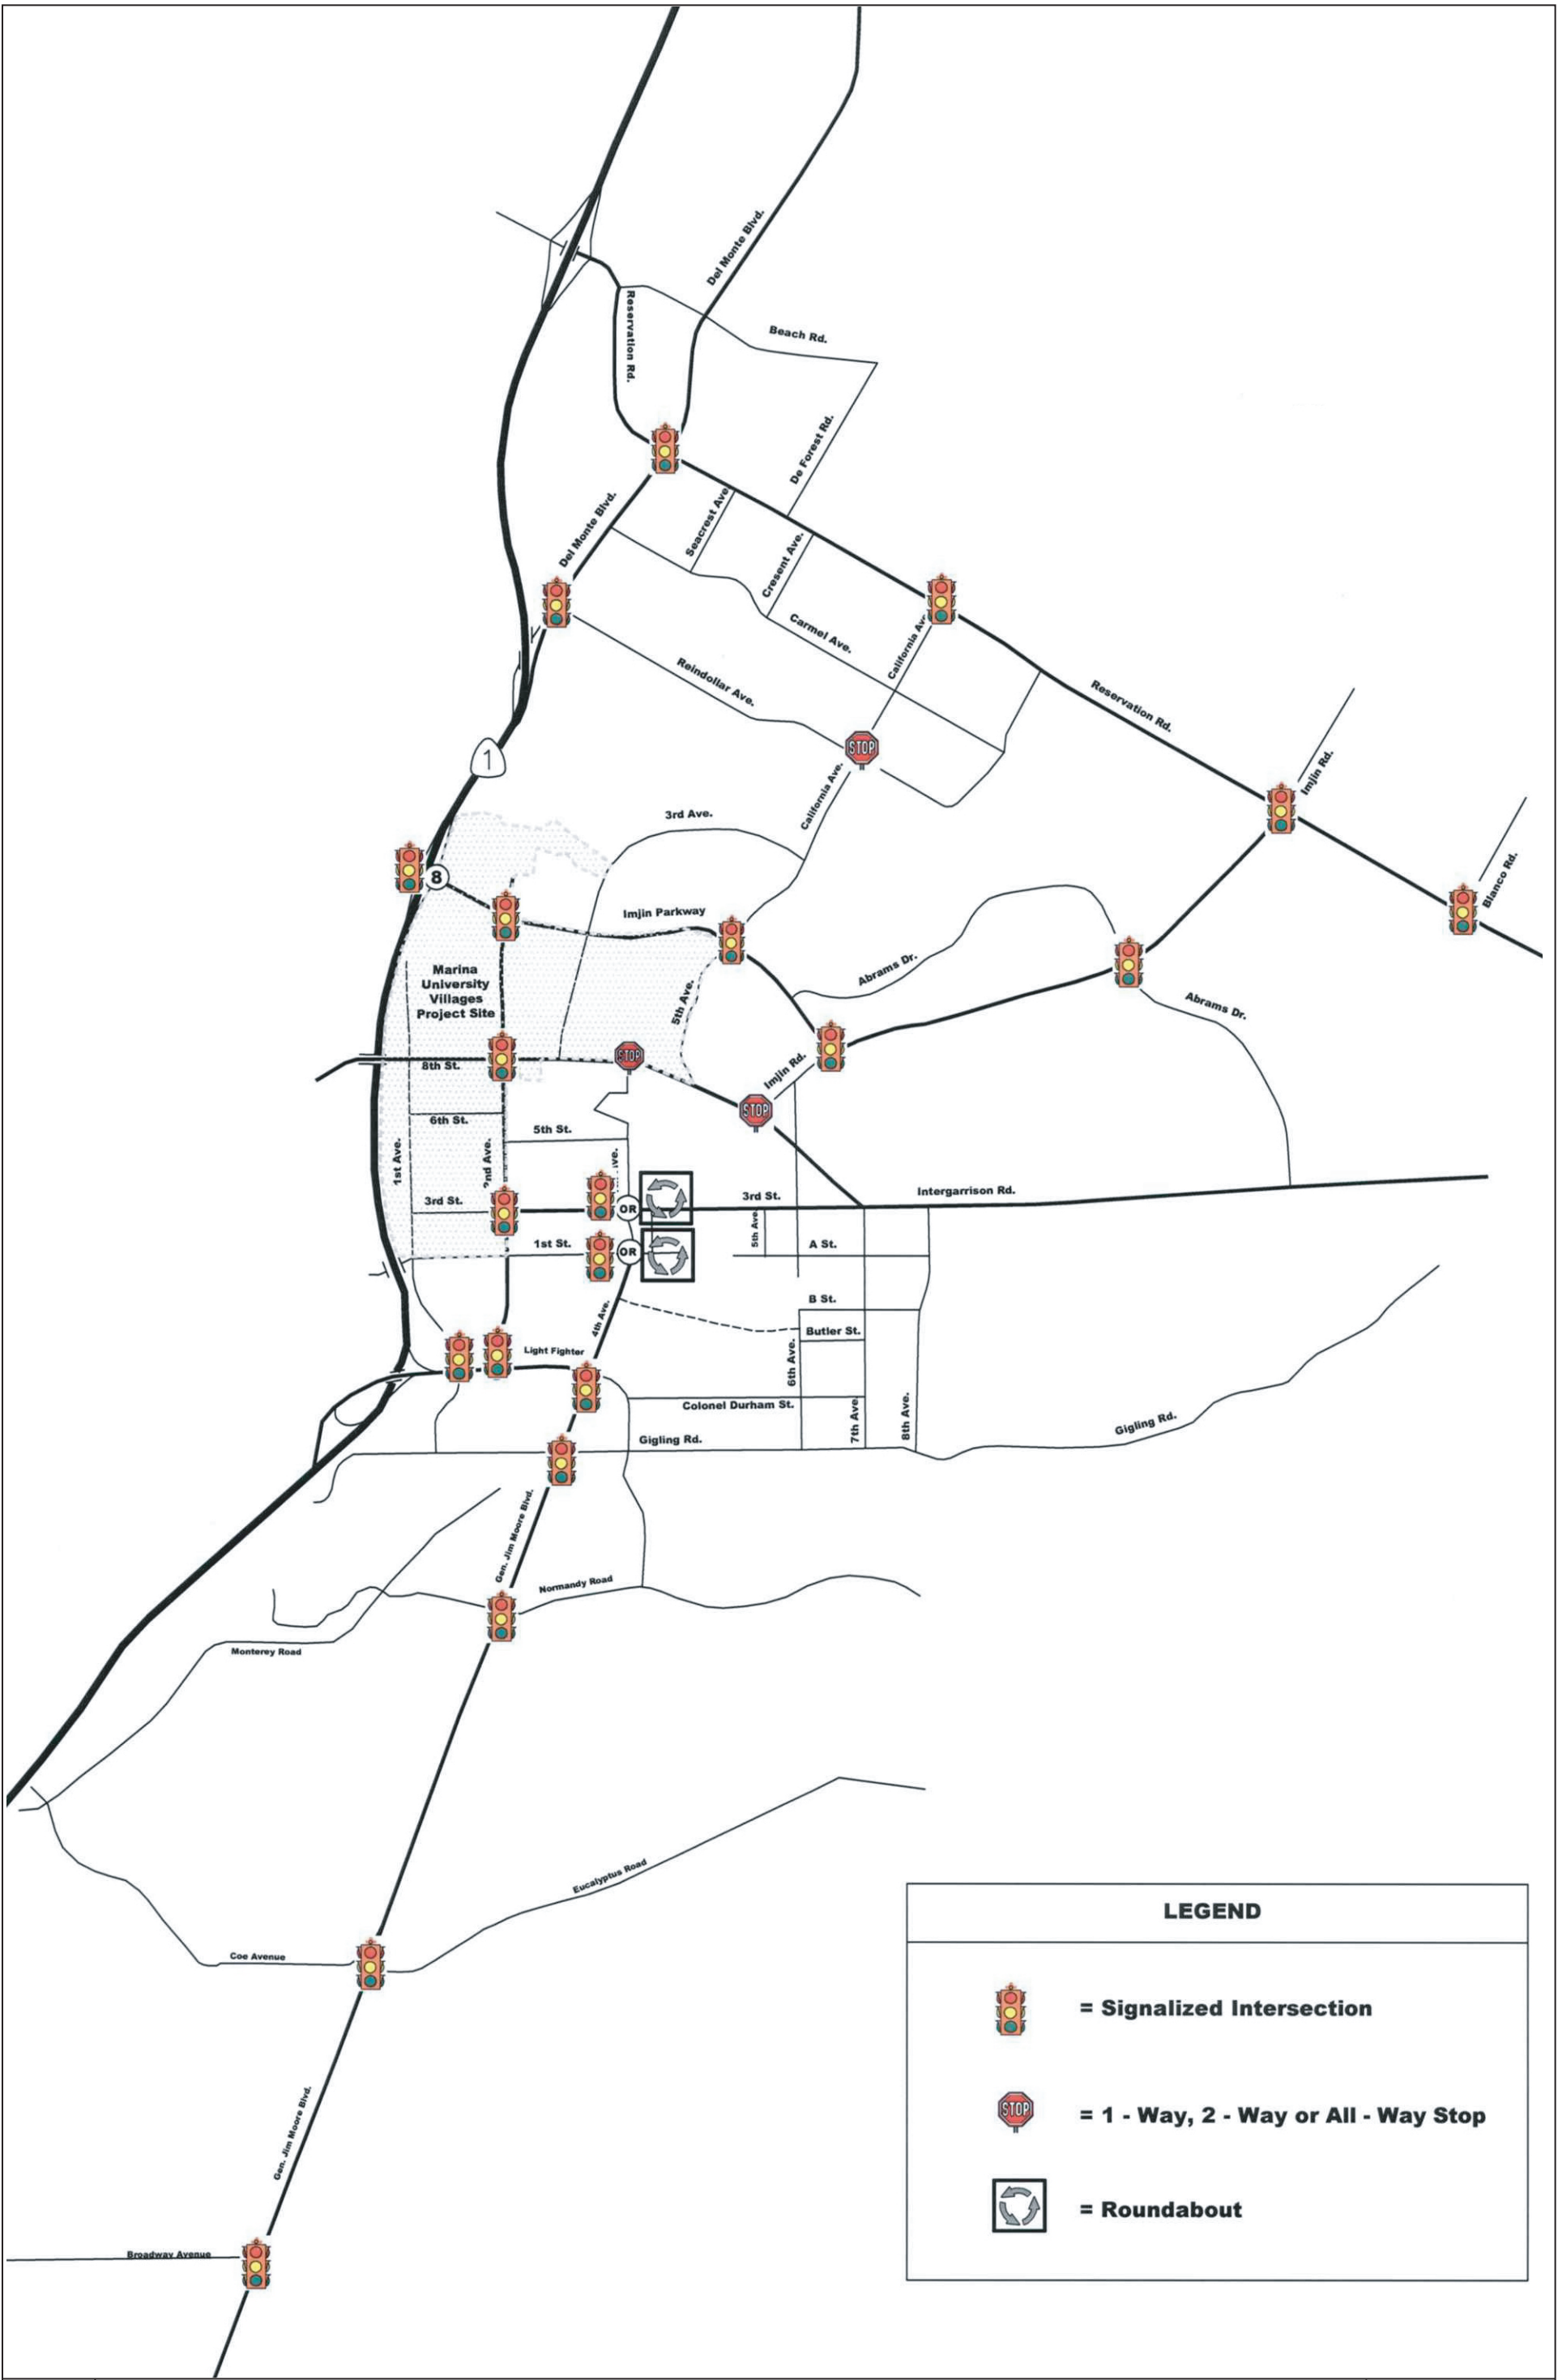 Del Monte Blvd.
Reservation Rd.
Beach Rd.
De Forest Rd.
Seacrest Ave
Del Monte Blvd.
Cresent Ave.
Carmel Ave.
California Ave
Reindollar Ave.
Reservation Rd.
STOP
1
Imjin Rd.
California Ave.
3rd Ave.
Blanco Rd.
8
Imjin Parkway
Abrams Dr.
Marina
University
Villages
Project Site
5th Ave.
Abrams Dr.
STOP
8th St.
Imjin Rd.
STOP
6th St.
5th St.
1st Ave.
2nd Ave.
3rd St.
OR
3rd St.
Intergarrison Rd.
5th Ave.
1st St.
OR
A St.
B St.
4th Ave.
Butler St.
Light Fighter
6th Ave.
Colonel Durham St.
7th Ave.
8th Ave.
Gigling Rd.
Gigling Rd.
Gen. Jim Moore Blvd.
Normandy Road
Monterey Road
Eucalyptus Road
Coe Avenue
Gen. Jim Moore Blvd.
Broadway Avenue
LEGEND
= Signalized Intersection
STOP
= 1 - Way, 2 - Way or All - Way Stop
= Roundabout